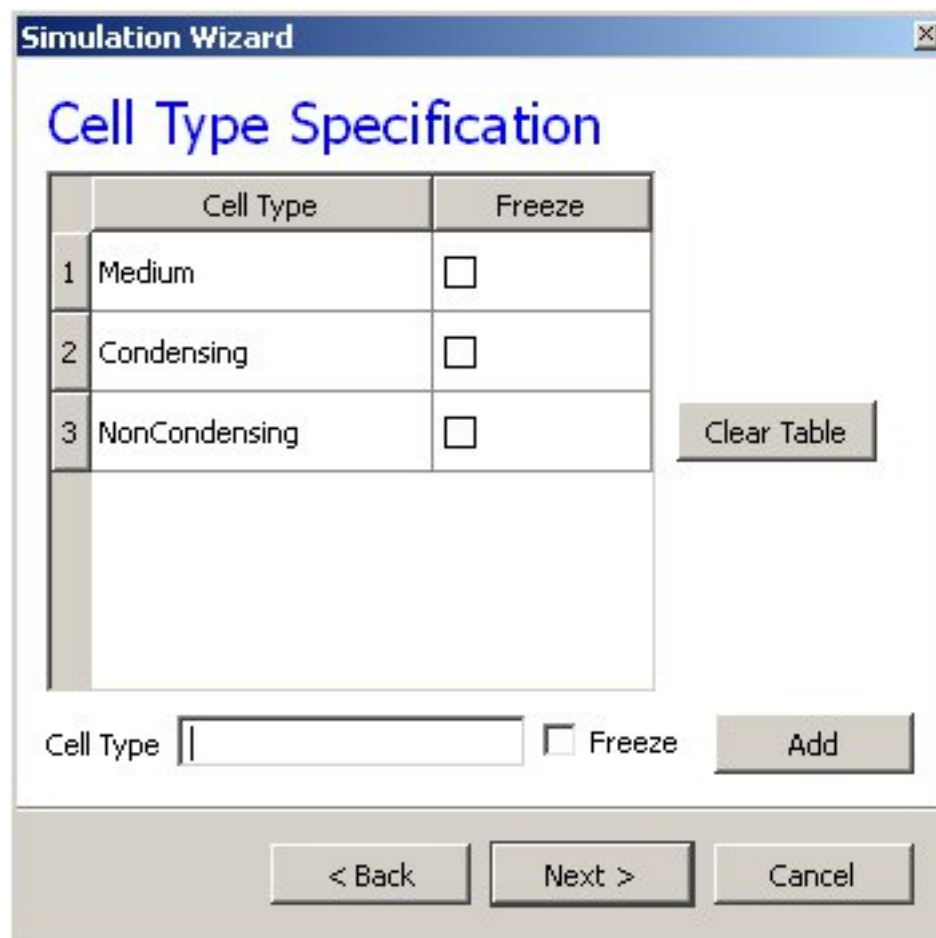 Simulation Wizard
Cell Type Specification
Cell Type Freeze
1 Medium
2 Condensing
3 NonCondensing
Clear Table
Cell Type Freeze Add
< Back Next > Cancel